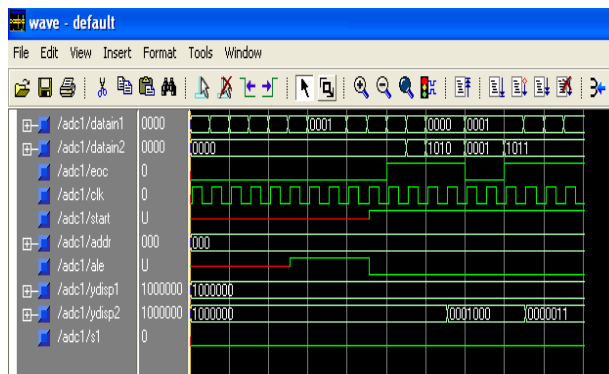 wave - default
File Edit View Insert Format Tools Window
/adc1/datain1 0000 0001 0000 0001
/adc1/datain2 0000 0000 1010 0001 1011
/adc1/eoc 0
/adc1/clk 0
/adc1/start U
/adc1/addr 000 000
/adc1/ale U
/adc1/ydisp1 1000000 1000000
/adc1/ydisp2 1000000 1000000 0001000 0000011
/adc1/s1 0